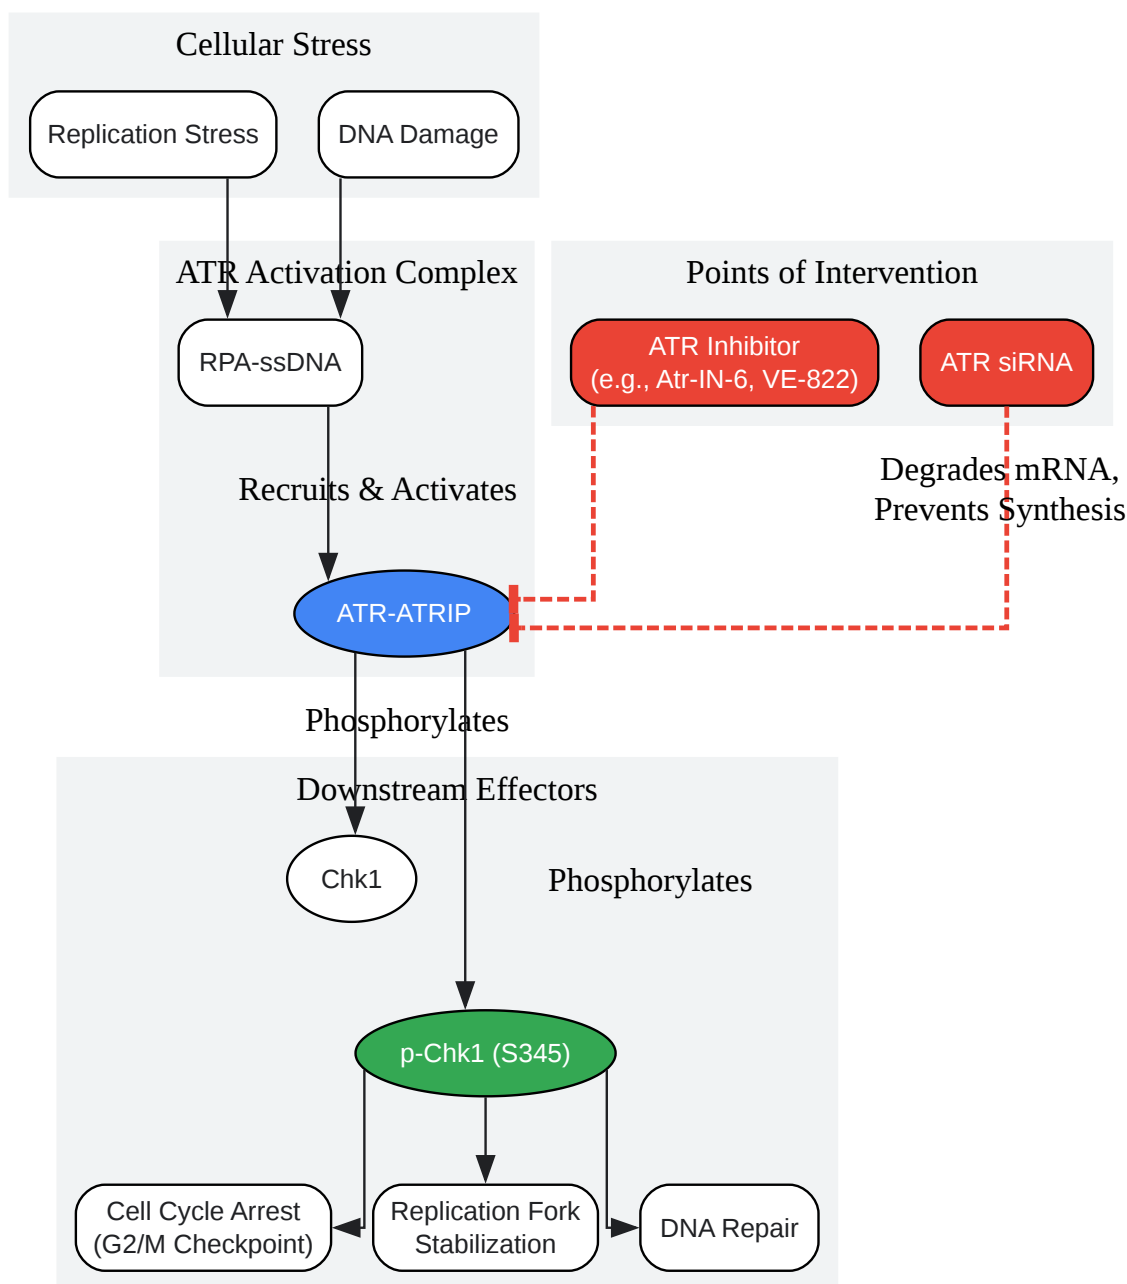 Cellular Stress
Replication Stress
DNA Damage
ATR Activation Complex
Points of Intervention
RPA-ssDNA
ATR Inhibitor
(e.g., Atr-IN-6, VE-822)
ATR siRNA
Degrades mRNA,
Prevents Synthesis
Recruits & Activates
ATR-ATRIP
Phosphorylates
Downstream Effectors
Chk1
Phosphorylates
p-Chk1 (S345)
Cell Cycle Arrest
(G2/M Checkpoint)
Replication Fork
Stabilization
DNA Repair